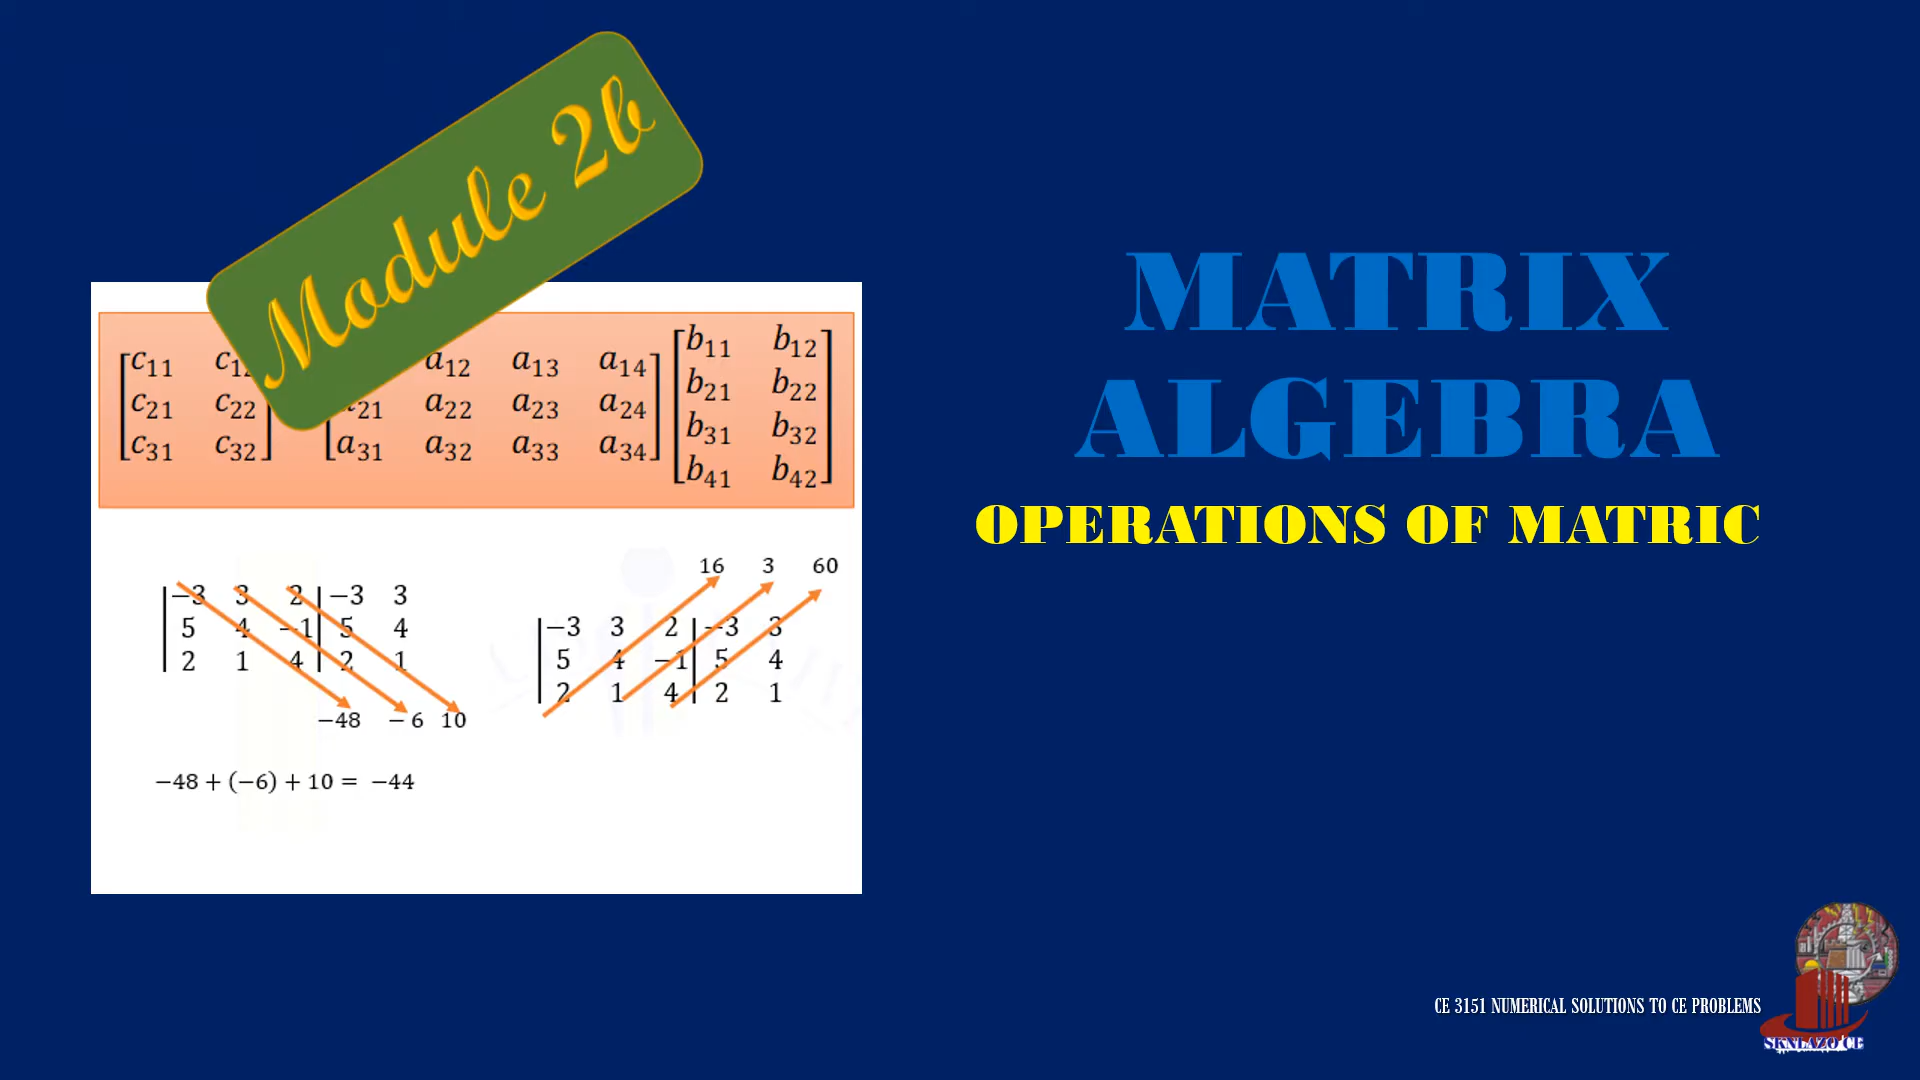 Module 2b
c11 c12 a12 a13 a14 b11 b12
c21 c22 a21 a22 a23 a24 b21 b22
c31 c32 a31 a32 a33 a34 b31 b32
b41 b42
−3 3 2 −3 3
5 4 −1 5 4
2 1 4 2 1
−48 − 6 10
16 3 60
−3 3 2 −3 3
5 4 −1 5 4
2 1 4 2 1
−48 + (−6) + 10 = −44
MATRIX
ALGEBRA
OPERATIONS OF MATRIC
CE 3151 NUMERICAL SOLUTIONS TO CE PROBLEMS
SKNLAZO CE